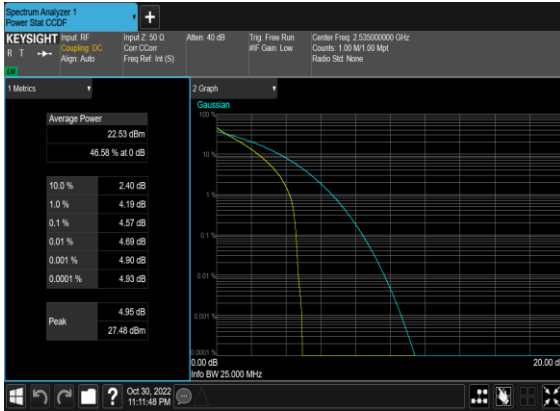 Spectrum Analyzer 1
Power Stat CCDF
KEYSIGHT Input: RF Input Z: 50 Ω Atten: 40 dB Trig: Free Run Center Freq: 2.535000000 GHz
R T Coupling: DC Corr CCorr #IF Gain: Low Counts: 1.00 M/1.00 Mpt
Align: Auto Freq Ref: Int (S) Radio Std: None
LXI
1 Metrics
2 Graph
Average Power
22.53 dBm
46.58 % at 0 dB
10.0 % 2.40 dB
1.0 % 4.19 dB
0.1 % 4.57 dB
0.01 % 4.69 dB
0.001 % 4.90 dB
0.0001 % 4.93 dB
Peak 4.95 dB
27.48 dBm
Gaussian
100 %
10 %
1 %
0.1 %
0.01 %
0.001 %
0.0001 %
0.00 dB 20.00 d
Info BW 25.000 MHz
? Oct 30, 2022
11:11:48 PM